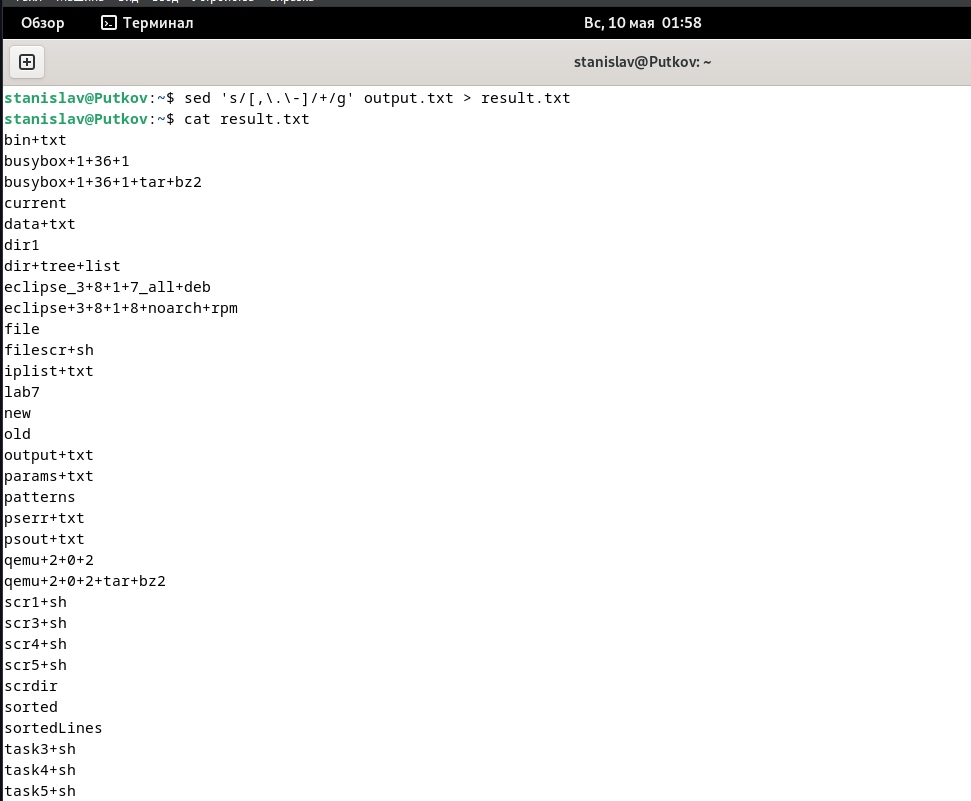 Обзор Терминал Вс, 10 мая 01:58
stanislav@Putkov: ~
stanislav@Putkov:~$ sed 's/[,\.\-]/+/g' output.txt > result.txt
stanislav@Putkov:~$ cat result.txt
bin+txt
busybox+1+36+1
busybox+1+36+1+tar+bz2
current
data+txt
dir1
dir+tree+list
eclipse_3+8+1+7_all+deb
eclipse+3+8+1+8+noarch+rpm
file
filescr+sh
iplist+txt
lab7
new
old
output+txt
params+txt
patterns
pserr+txt
psout+txt
qemu+2+0+2
qemu+2+0+2+tar+bz2
scr1+sh
scr3+sh
scr4+sh
scr5+sh
scrdir
sorted
sortedLines
task3+sh
task4+sh
task5+sh